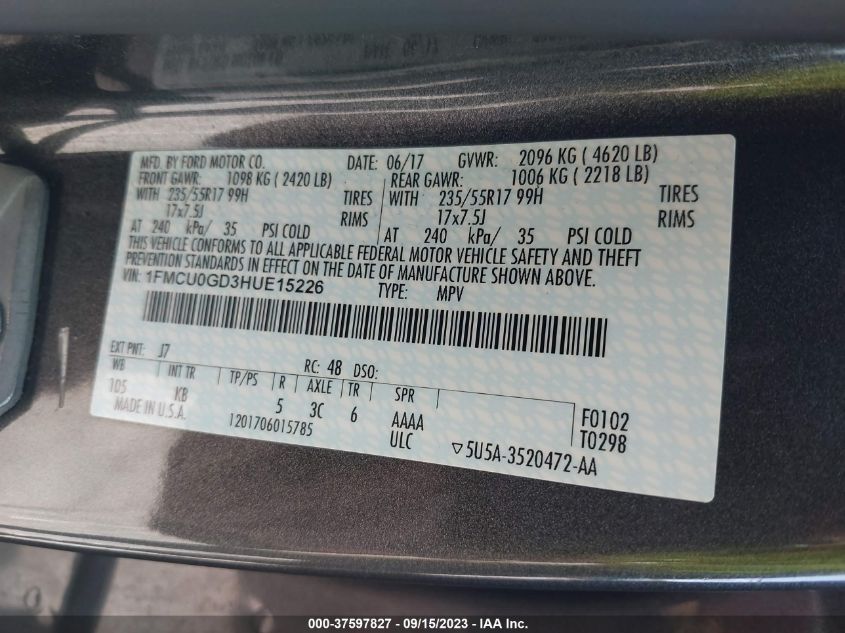 MFD. BY FORD MOTOR CO. DATE: 06/17 GVWR: 2096 KG ( 4620 LB)
FRONT GAWR: 1098 KG ( 2420 LB) REAR GAWR: 1006 KG ( 2218 LB)
WITH 235/55R17 99H TIRES WITH 235/55R17 99H TIRES
17x7.5J RIMS 17x7.5J RIMS
AT 240 kPa/ 35 PSI COLD AT 240 kPa/ 35 PSI COLD
THIS VEHICLE CONFORMS TO ALL APPLICABLE FEDERAL MOTOR VEHICLE SAFETY AND THEFT
PREVENTION STANDARDS IN EFFECT ON THE DATE OF MANUFACTURE SHOWN ABOVE.
VIN: 1FMCU0GD3HUE15226 TYPE: MPV
EXT PNT: J7 RC: 48 DSO:
WB INT TR TP/PS R AXLE TR SPR
105 KB 5 3C 6 AAAA F0102
MADE IN U.S.A. 1201706015785 ULC T0298
▽5U5A-3520472-AA
000-37597827 - 09/15/2023 - IAA Inc.